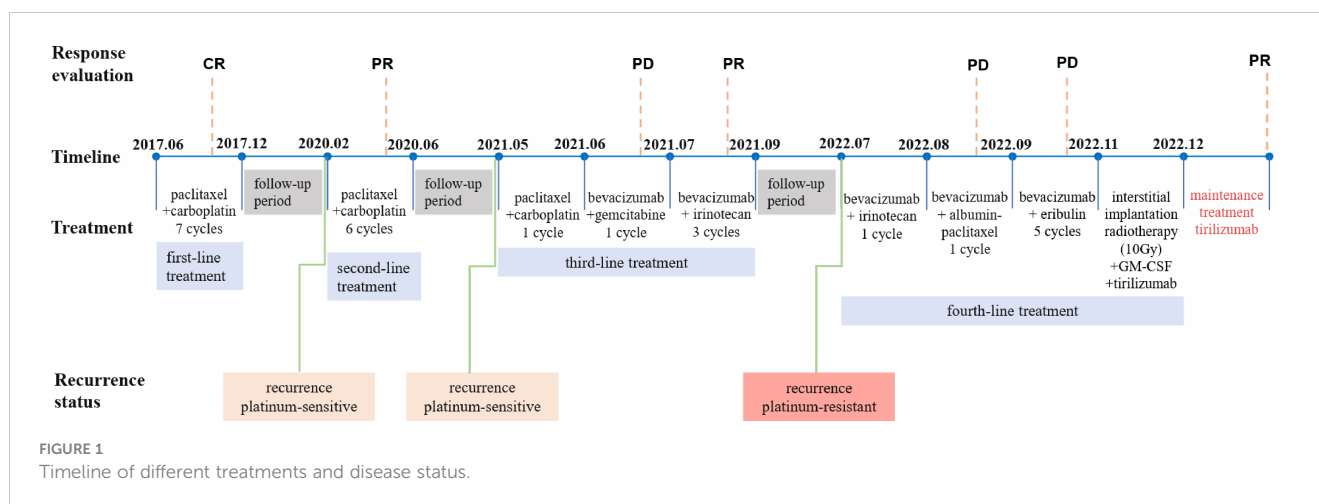 Response
evaluation
CR
PR
PD
PR
PD
PD
PR
Timeline
2017.06
2017.12
2020.02
2020.06
2021.05
2021.06
2021.07
2021.09
2022.07
2022.08
2022.09
2022.11
2022.12
Treatment
paclitaxel
+carboplatin
7 cycles
follow-up
period
paclitaxel
+carboplatin
6 cycles
follow-up
period
paclitaxel
+carboplatin
1 cycle
bevacizumab
+gemcitabine
1 cycle
bevacizumab
+ irinotecan
3 cycles
follow-up
period
bevacizumab
+ irinotecan
1 cycle
bevacizumab
+ albumin-
paclitaxel
1 cycle
bevacizumab
+ eribulin
5 cycles
interstitial
implantation
radiotherapy
(10Gy)
+GM-CSF
+tirilizumab
maintenance
treatment
tirilizumab
first-line
treatment
second-line
treatment
third-line treatment
fourth-line treatment
Recurrence
status
recurrence
platinum-sensitive
recurrence
platinum-sensitive
recurrence
platinum-resistant
FIGURE 1
Timeline of different treatments and disease status.